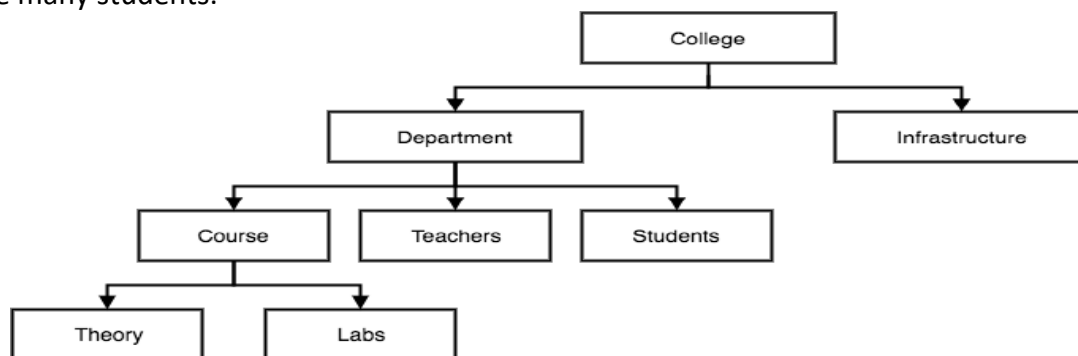 many students.
College
Department
Infrastructure
Course
Teachers
Students
Theory
Labs